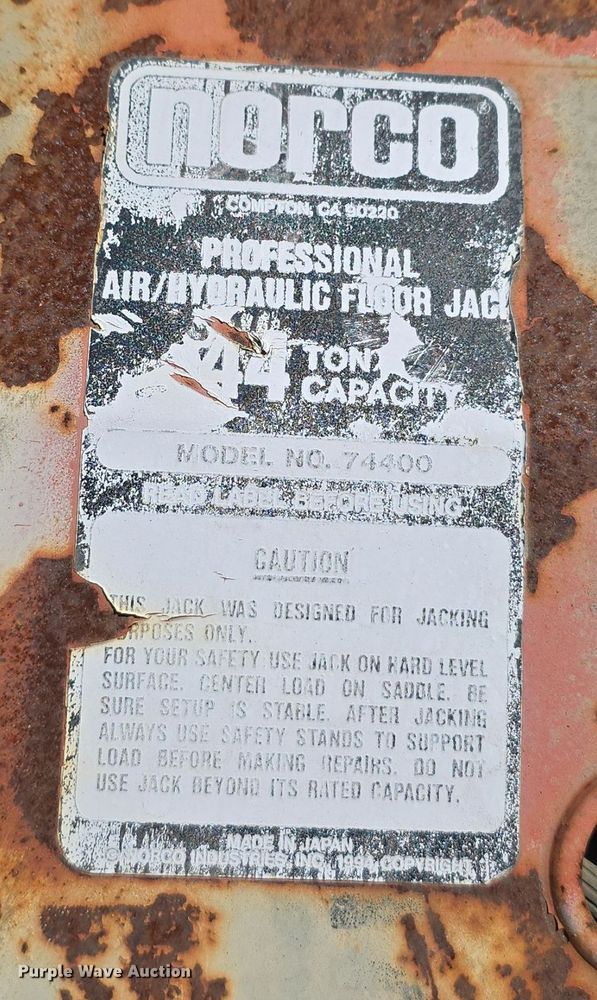 norco®
COMPTON, CA 90220
PROFESSIONAL
AIR/HYDRAULIC FLOOR JACK
44 TON
CAPACITY
MODEL NO. 74400
READ LABEL BEFORE USING
CAUTION
THIS JACK WAS DESIGNED FOR JACKING
PURPOSES ONLY.
FOR YOUR SAFETY USE JACK ON HARD LEVEL
SURFACE. CENTER LOAD ON SADDLE. BE
SURE SETUP IS STABLE. AFTER JACKING
ALWAYS USE SAFETY STANDS TO SUPPORT
LOAD BEFORE MAKING REPAIRS. DO NOT
USE JACK BEYOND ITS RATED CAPACITY.
MADE IN JAPAN
© NORCO INDUSTRIES, INC. 1994 COPYRIGHT
Purple Wave Auction